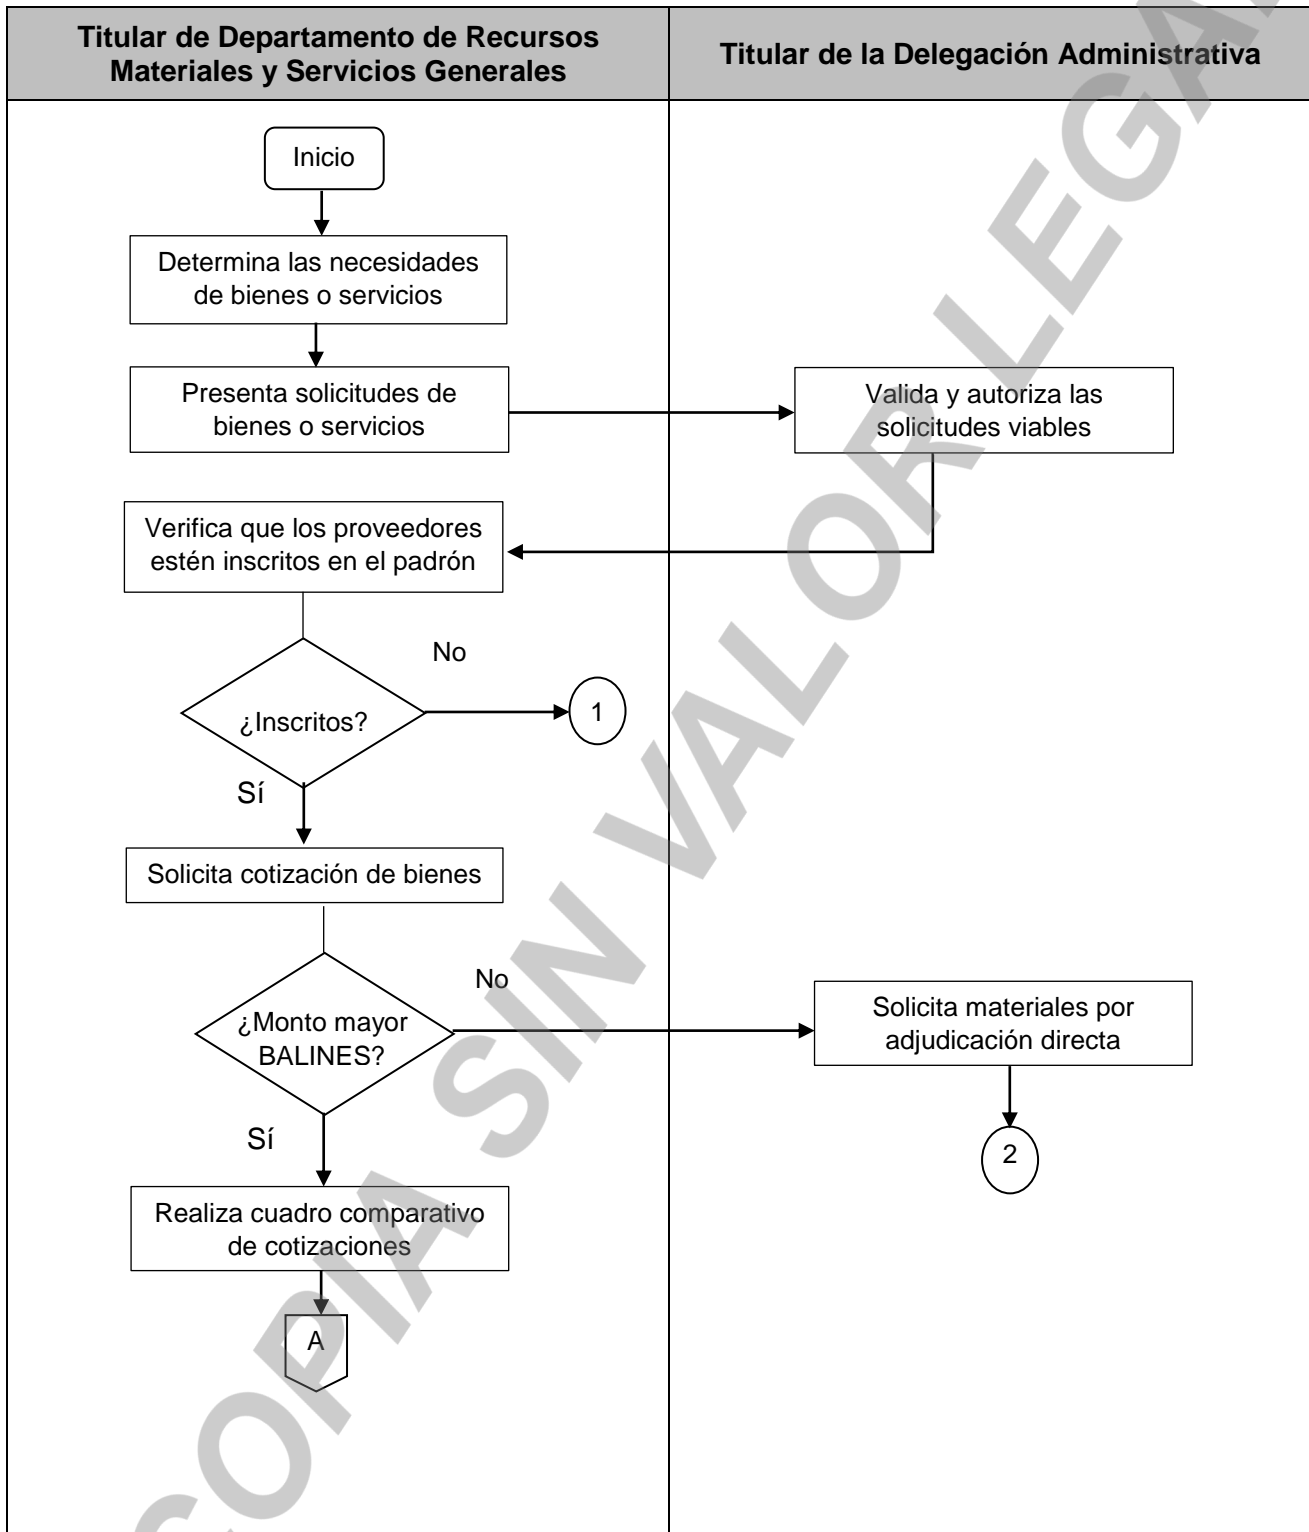 Titular de Departamento de Recursos
Materiales y Servicios Generales
Titular de la Delegación Administrativa
Inicio
Determina las necesidades
de bienes o servicios
Presenta solicitudes de
bienes o servicios
Valida y autoriza las
solicitudes viables
Verifica que los proveedores
estén inscritos en el padrón
No
¿Inscritos?
1
Sí
Solicita cotización de bienes
No
¿Monto mayor
BALINES?
Solicita materiales por
adjudicación directa
Sí
2
Realiza cuadro comparativo
de cotizaciones
A
COPIA SIN VALOR LEGAL